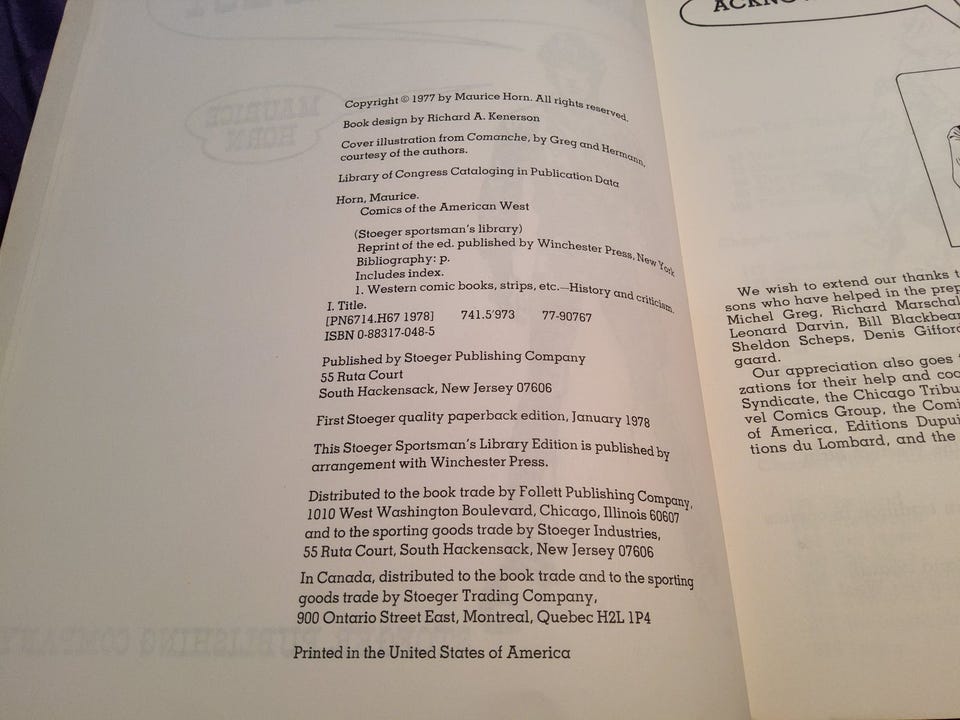 Copyright © 1977 by Maurice Horn. All rights reserved.
Book design by Richard A. Kenerson
Cover illustration from Comanche, by Greg and Hermann,
courtesy of the authors.
Library of Congress Cataloging in Publication Data
Horn, Maurice.
Comics of the American West
(Stoeger sportsman's library)
Reprint of the ed. published by Winchester Press, New York
Bibliography: p.
Includes index.
1. Western comic books, strips, etc.—History and criticism.
I. Title.
[PN6714.H67 1978] 741.5'973 77-90767
ISBN 0-88317-048-5
Published by Stoeger Publishing Company
55 Ruta Court
South Hackensack, New Jersey 07606
First Stoeger quality paperback edition, January 1978
This Stoeger Sportsman's Library Edition is published by
arrangement with Winchester Press.
Distributed to the book trade by Follett Publishing Company,
1010 West Washington Boulevard, Chicago, Illinois 60607
and to the sporting goods trade by Stoeger Industries,
55 Ruta Court, South Hackensack, New Jersey 07606
In Canada, distributed to the book trade and to the sporting
goods trade by Stoeger Trading Company,
900 Ontario Street East, Montreal, Quebec H2L 1P4
Printed in the United States of America
MAURICE
HORN
STOEGER PUBLISHING COMPANY
We wish to extend our thanks
sons who have helped in the
Michel Greg, Richard
Leonard Darvin, Bill
Sheldon Scheps, Denis
gaard.
Our appreciation also goes
zations for their help and
Syndicate, the Chicago
vel Comics Group, the
of America, Editions
tions du Lombard, and the